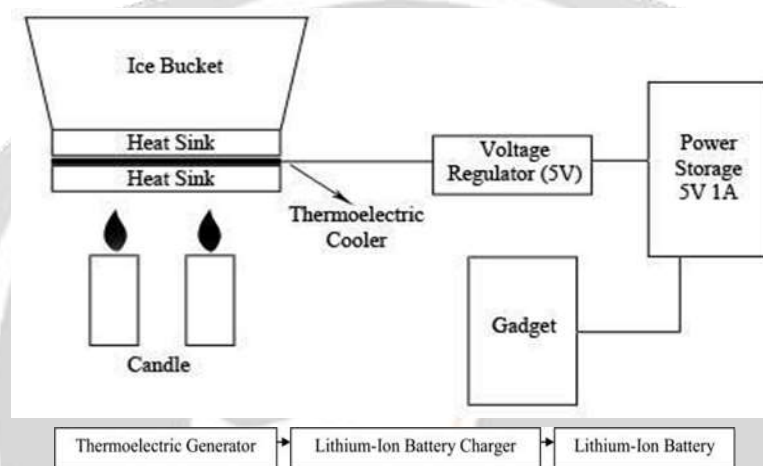 Ice Bucket
Heat Sink
Heat Sink
Thermoelectric
Cooler
Candle
Voltage
Regulator (5V)
Power
Storage
5V 1A
Gadget
Thermoelectric Generator
Lithium-Ion Battery Charger
Lithium-Ion Battery